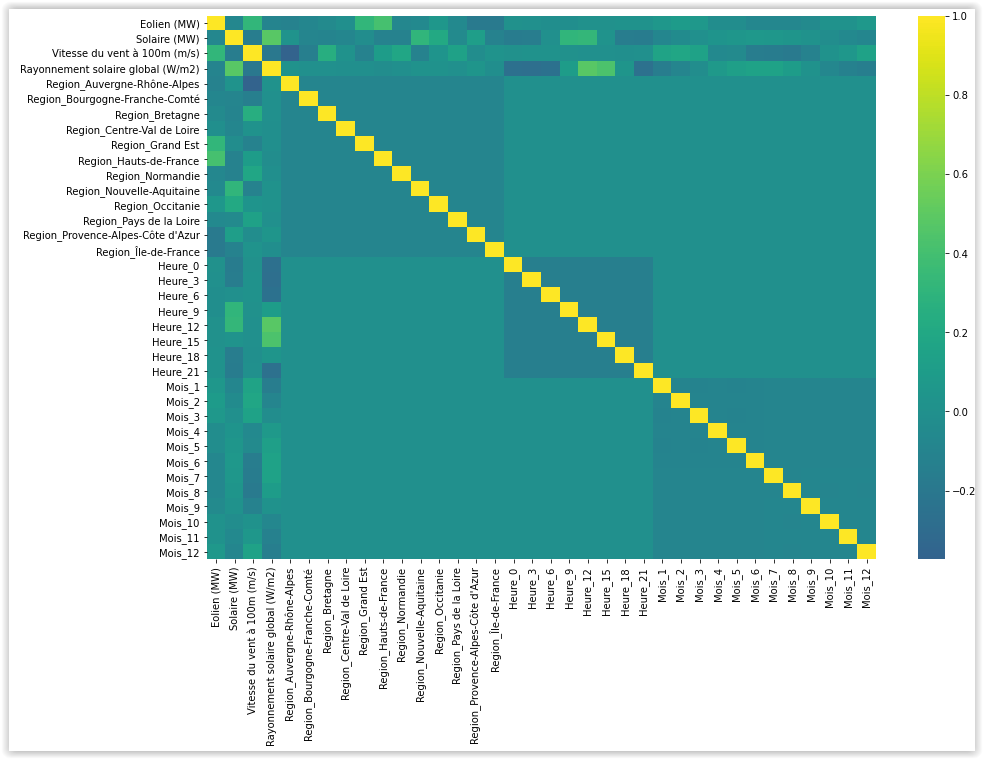 Eolien (MW)
Solaire (MW)
Vitesse du vent à 100m (m/s)
Rayonnement solaire global (W/m2)
Region_Auvergne-Rhône-Alpes
Region_Bourgogne-Franche-Comté
Region_Bretagne
Region_Centre-Val de Loire
Region_Grand Est
Region_Hauts-de-France
Region_Normandie
Region_Nouvelle-Aquitaine
Region_Occitanie
Region_Pays de la Loire
Region_Provence-Alpes-Côte d'Azur
Region_Île-de-France
Heure_0
Heure_3
Heure_6
Heure_9
Heure_12
Heure_15
Heure_18
Heure_21
Mois_1
Mois_2
Mois_3
Mois_4
Mois_5
Mois_6
Mois_7
Mois_8
Mois_9
Mois_10
Mois_11
Mois_12
Eolien (MW)
Solaire (MW)
Vitesse du vent à 100m (m/s)
Rayonnement solaire global (W/m2)
Region_Auvergne-Rhône-Alpes
Region_Bourgogne-Franche-Comté
Region_Bretagne
Region_Centre-Val de Loire
Region_Grand Est
Region_Hauts-de-France
Region_Normandie
Region_Nouvelle-Aquitaine
Region_Occitanie
Region_Pays de la Loire
Region_Provence-Alpes-Côte d'Azur
Region_Île-de-France
Heure_0
Heure_3
Heure_6
Heure_9
Heure_12
Heure_15
Heure_18
Heure_21
Mois_1
Mois_2
Mois_3
Mois_4
Mois_5
Mois_6
Mois_7
Mois_8
Mois_9
Mois_10
Mois_11
Mois_12
1.0
0.8
0.6
0.4
0.2
0.0
−0.2